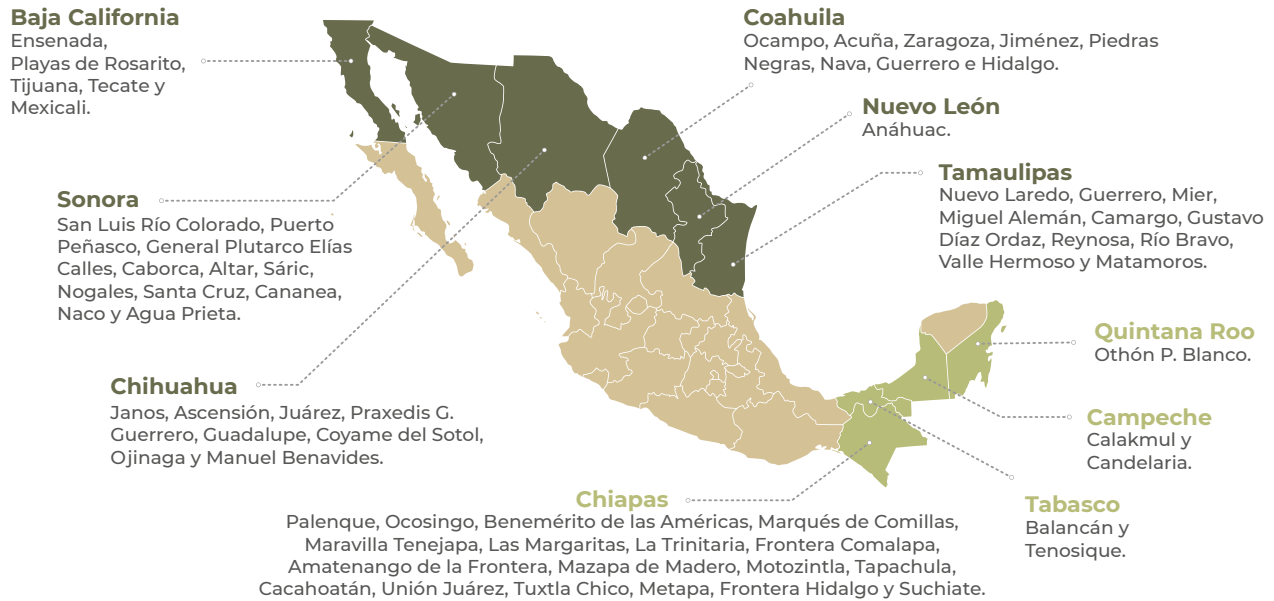 Baja California
Ensenada,
Playas de Rosarito,
Tijuana, Tecate y
Mexicali.
Coahuila
Ocampo, Acuña, Zaragoza, Jiménez, Piedras
Negras, Nava, Guerrero e Hidalgo.
Nuevo León
Anáhuac.
Tamaulipas
Nuevo Laredo, Guerrero, Mier,
Miguel Alemán, Camargo, Gustavo
Díaz Ordaz, Reynosa, Río Bravo,
Valle Hermoso y Matamoros.
Sonora
San Luis Río Colorado, Puerto
Peñasco, General Plutarco Elías
Calles, Caborca, Altar, Sáric,
Nogales, Santa Cruz, Cananea,
Naco y Agua Prieta.
Quintana Roo
Othón P. Blanco.
Chihuahua
Janos, Ascensión, Juárez, Praxedis G.
Guerrero, Guadalupe, Coyame del Sotol,
Ojinaga y Manuel Benavides.
Campeche
Calakmul y
Candelaria.
Chiapas
Palenque, Ocosingo, Benemérito de las Américas, Marqués de Comillas,
Maravilla Tenejapa, Las Margaritas, La Trinitaria, Frontera Comalapa,
Amatenango de la Frontera, Mazapa de Madero, Motozintla, Tapachula,
Cacahoatán, Unión Juárez, Tuxtla Chico, Metapa, Frontera Hidalgo y Suchiate.
Tabasco
Balancán y
Tenosique.